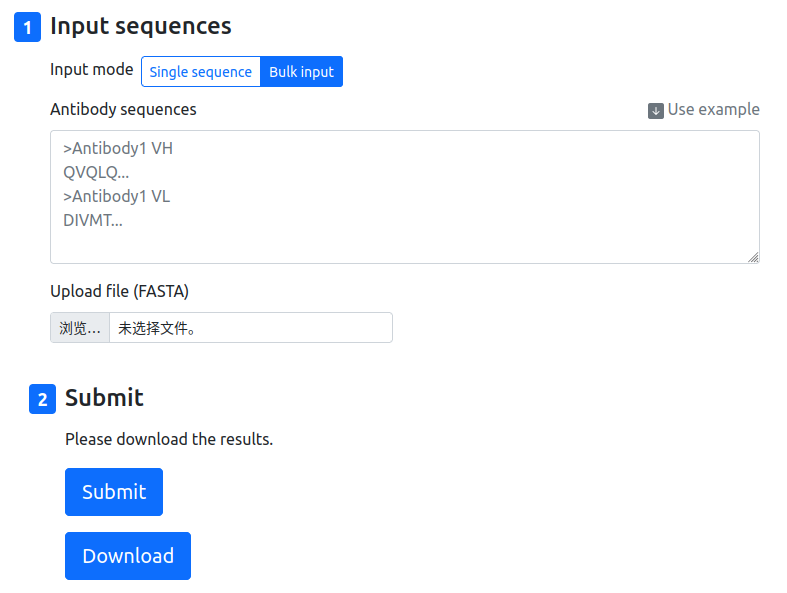 1 Input sequences
Input mode Single sequence Bulk input
Antibody sequences Use example
>Antibody1 VH
QVQLQ...
>Antibody1 VL
DIVMT...
Upload file (FASTA)
浏览... 未选择文件。
2 Submit
Please download the results.
Submit
Download